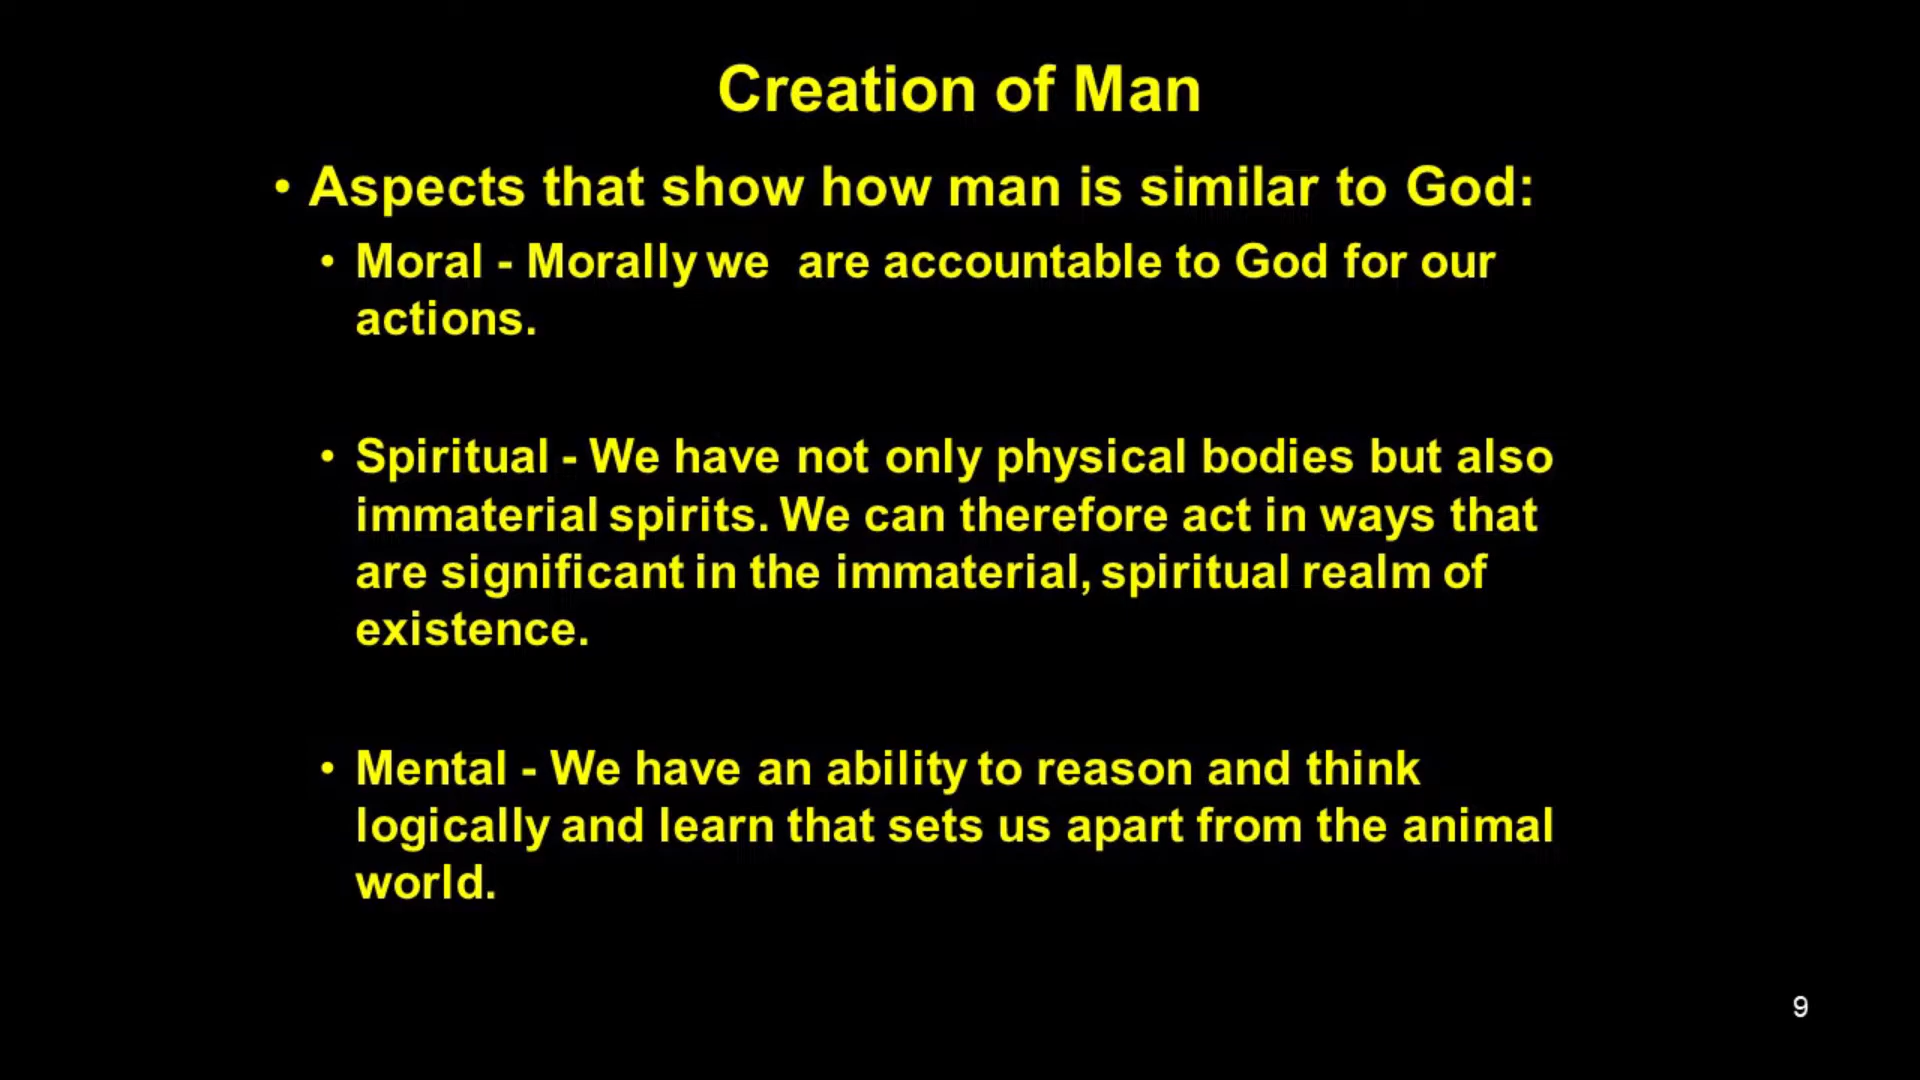 Creation of Man
• Aspects that show how man is similar to God:
• Moral - Morally we  are accountable to God for our
actions.
• Spiritual - We have not only physical bodies but also
immaterial spirits. We can therefore act in ways that
are significant in the immaterial, spiritual realm of
existence.
• Mental - We have an ability to reason and think
logically and learn that sets us apart from the animal
world.
9